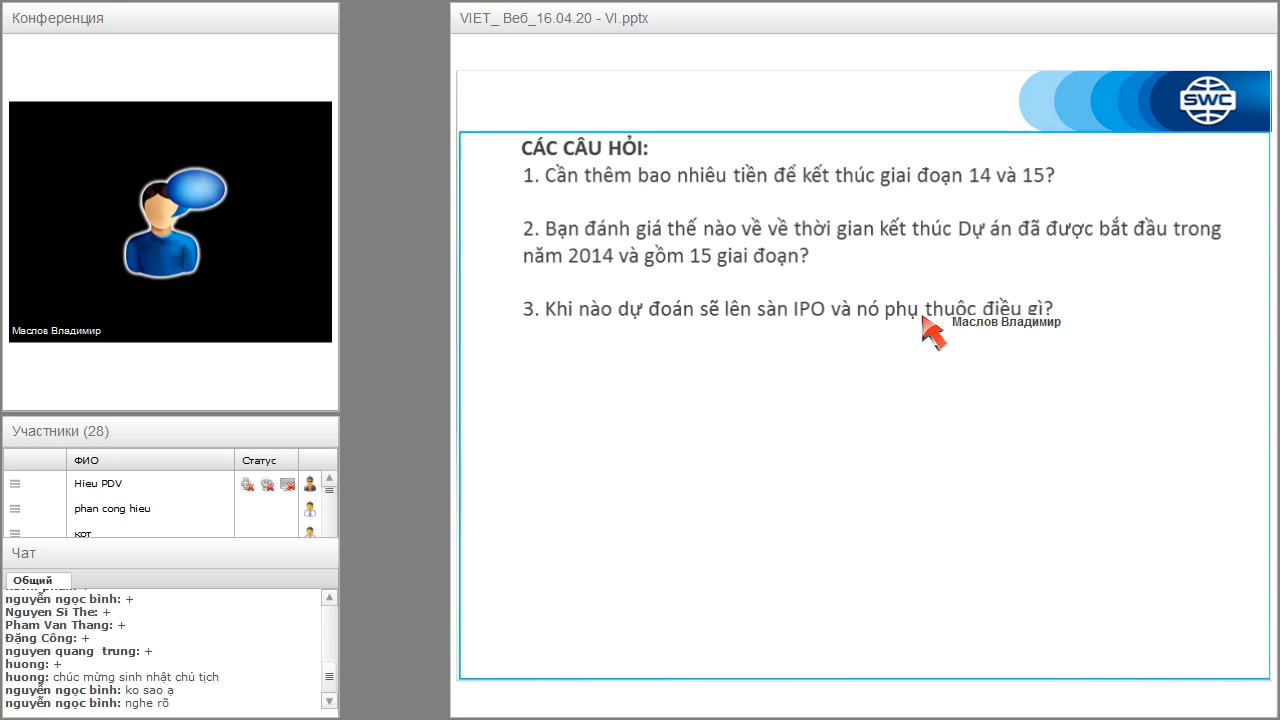 Конференция
Маслов Владимир
Участники (28)
ФИО
Статус
Hieu PDV
phan cong hieu
кот
Чат
Общий
nguyễn ngọc bình: +
Nguyen Si The: +
Pham Van Thang: +
Đặng Công: +
nguyen quang trung: +
huong: +
huong: chúc mừng sinh nhật chủ tịch
nguyễn ngọc bình: ko sao ạ
nguyễn ngọc bình: nghe rõ
VIET_ Веб_16.04.20 - VI.pptx
SWC
CÁC CÂU HỎI:
1. Cần thêm bao nhiêu tiền để kết thúc giai đoạn 14 và 15?
2. Bạn đánh giá thế nào về về thời gian kết thúc Dự án đã được bắt đầu trong
năm 2014 và gồm 15 giai đoạn?
3. Khi nào dự đoán sẽ lên sàn IPO và nó phụ thuộc điều gì?
Маслов Владимир